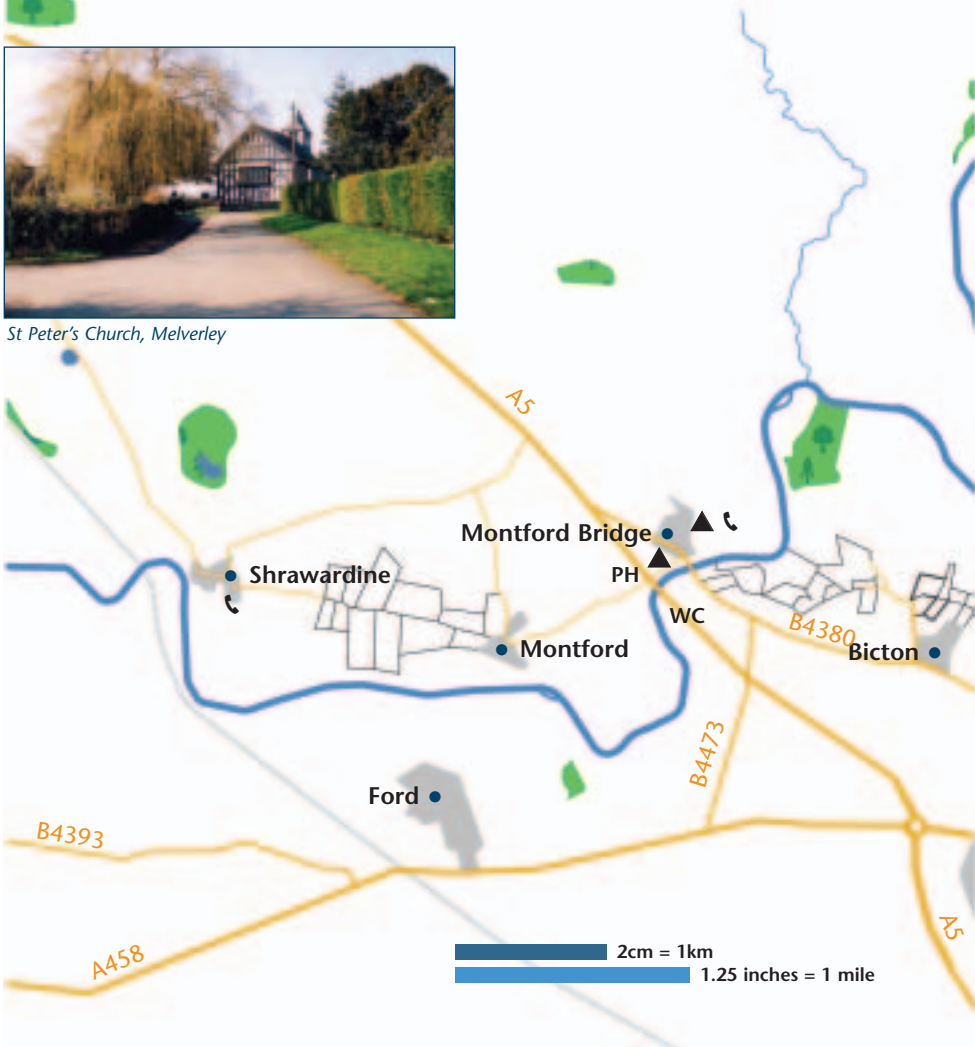 St Peter's Church, Melverley
A5
Montford Bridge
PH
Shrawardine
WC
B4380
Montford
Bicton
B4473
Ford
B4393
A5
A458
2cm = 1km
1.25 inches = 1 mile